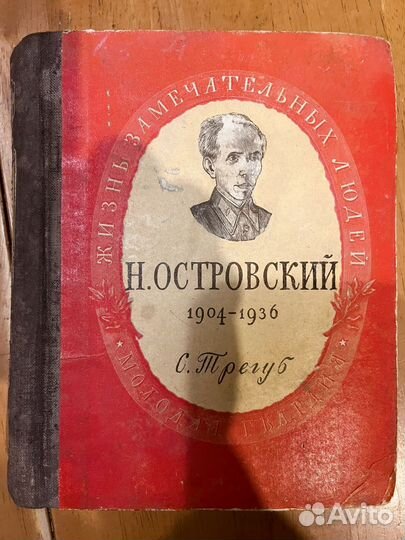 ЖИЗНЬ ЗАМЕЧАТЕЛЬНЫХ ЛЮДЕЙ
Н. ОСТРОВСКИЙ
1904-1936
С. Трегуб
МОЛОДАЯ ГВАРДИЯ
Avito